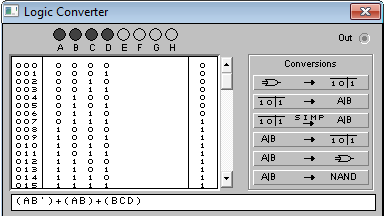 Logic Converter
Out
A B C D E F G H
000 0 0 0 0 0
001 0 0 0 1 0
002 0 0 1 0 0
003 0 0 1 1 0
004 0 1 0 0 0
005 0 1 0 1 0
006 0 1 1 0 0
007 0 1 1 1 1
008 1 0 0 0 1
009 1 0 0 1 1
010 1 0 1 0 1
011 1 0 1 1 1
012 1 1 0 0 1
013 1 1 0 1 1
014 1 1 1 0 1
015 1 1 1 1 1
Conversions
→ 1 0 | 1
1 0 | 1 → A|B
1 0 | 1 SIMP → A|B
A|B → 1 0 | 1
A|B →
A|B → NAND
(AB')+(AB)+(BCD)